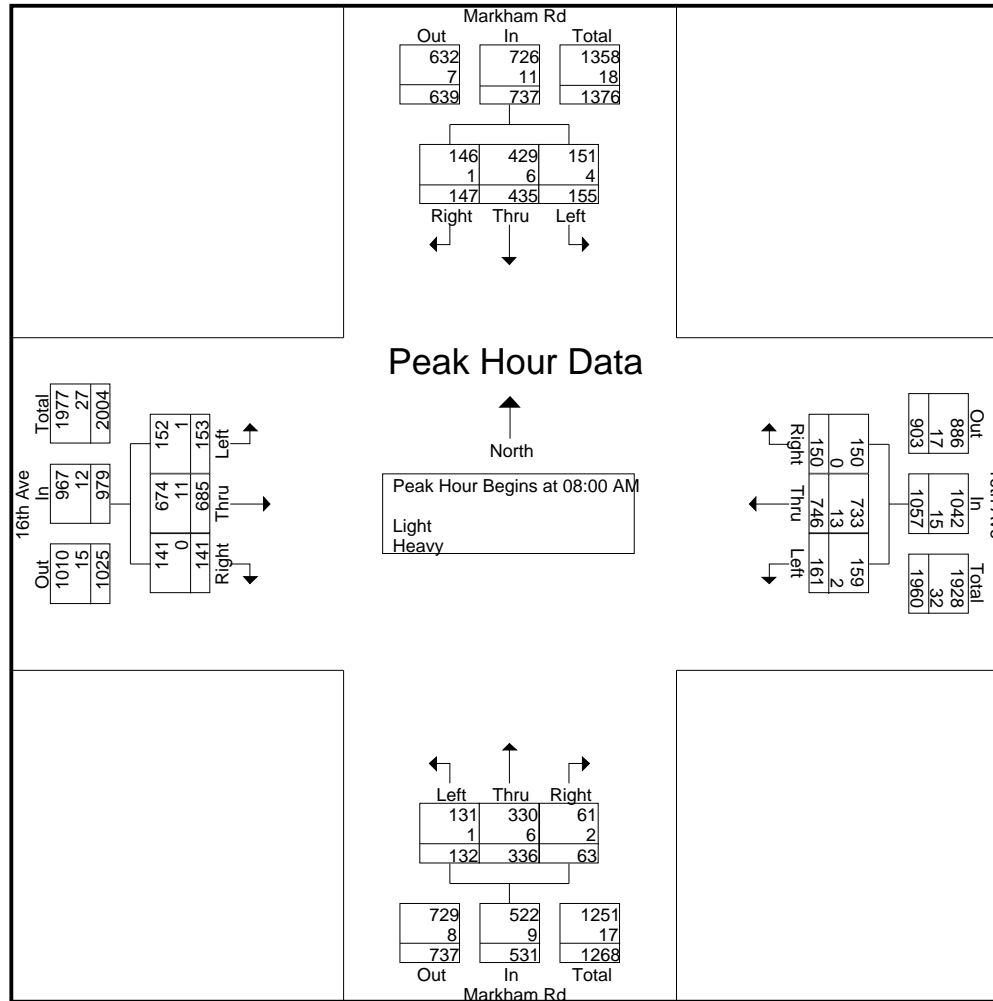 Markham Rd
Out In Total
632 726 1358
7 11 18
639 737 1376
146 429 151
1 6 4
147 435 155
Right Thru Left
Peak Hour Data
North
Peak Hour Begins at 08:00 AM
Light
Heavy
16th Ave
Total
1977
27
2004
In
967
12
979
Out
1010
15
1025
Left
152
1
153
Thru
674
11
685
Right
141
0
141
Right
150
0
150
Thru
733
13
746
Left
159
2
161
Out
886
17
903
In
1042
15
1057
Total
1928
32
1960
Left Thru Right
131 330 61
1 6 2
132 336 63
729 522 1251
8 9 17
737 531 1268
Out In Total
Markham Rd